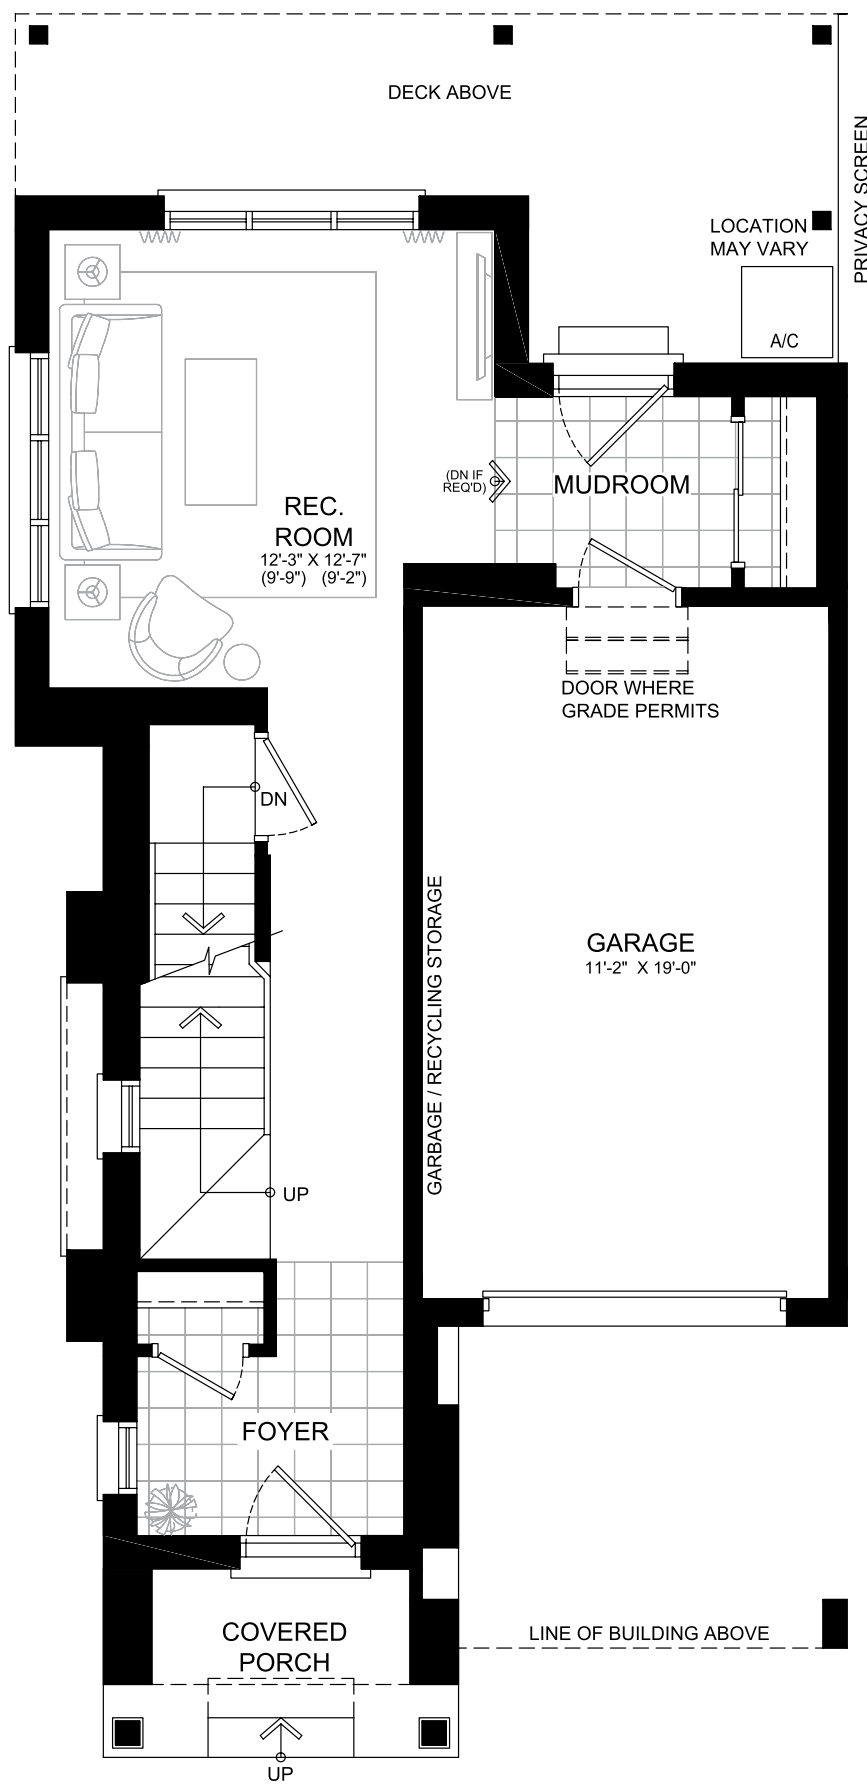 DECK ABOVE
PRIVACY SCREEN
LOCATION
MAY VARY
A/C
(DN IF
REQ'D)
MUDROOM
REC.
ROOM
12'-3" X 12'-7"
(9'-9") (9'-2")
DOOR WHERE
GRADE PERMITS
DN
GARBAGE / RECYCLING STORAGE
GARAGE
11'-2" X 19'-0"
UP
FOYER
COVERED
PORCH
LINE OF BUILDING ABOVE
UP